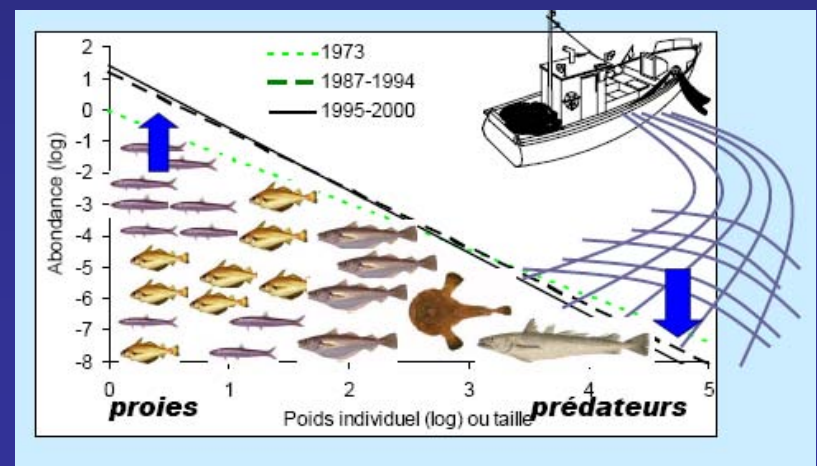 1973
1987-1994
1995-2000
Abondance (log)
2
1
0
-1
-2
-3
-4
-5
-6
-7
-8
0 1 2 3 4 5
proies
Poids individuel (log) ou taille
prédateurs